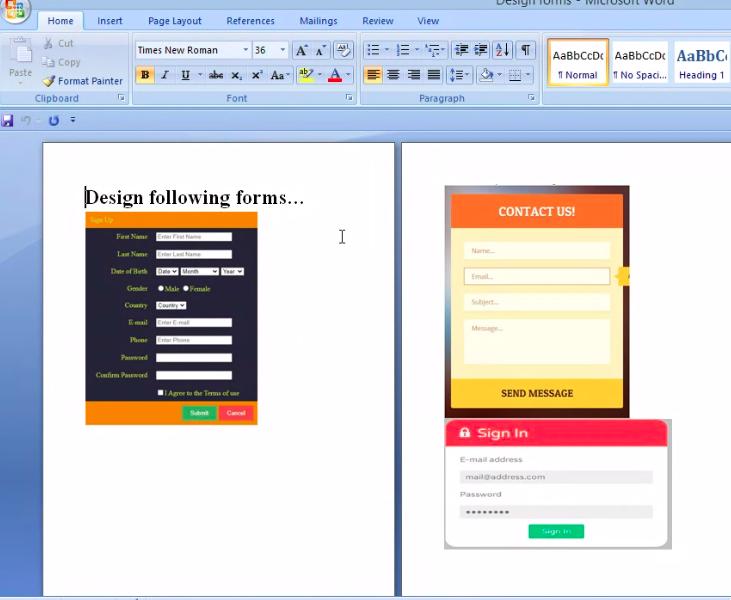 Design forms - Microsoft Word
Home Insert Page Layout References Mailings Review View
Cut
Copy
Format Painter
Paste
Clipboard
Times New Roman 36
B I U abc X₂ X² Aa
Font
Paragraph
AaBbCcDc AaBbCcDc AaBbC
¶ Normal ¶ No Spaci... Heading 1
Design following forms...
Sign Up
First Name Enter First Name
Last Name Enter Last Name
Date of Birth Date Month Year
Gender Male Female
Country Country
E-mail Enter E-mail
Phone Enter Phone
Password
Confirm Password
I Agree to the Terms of use
Submit Cancel
CONTACT US!
Name...
Email...
Subject...
Message...
SEND MESSAGE
Sign In
E-mail address
mail@address.com
Password
Sign In